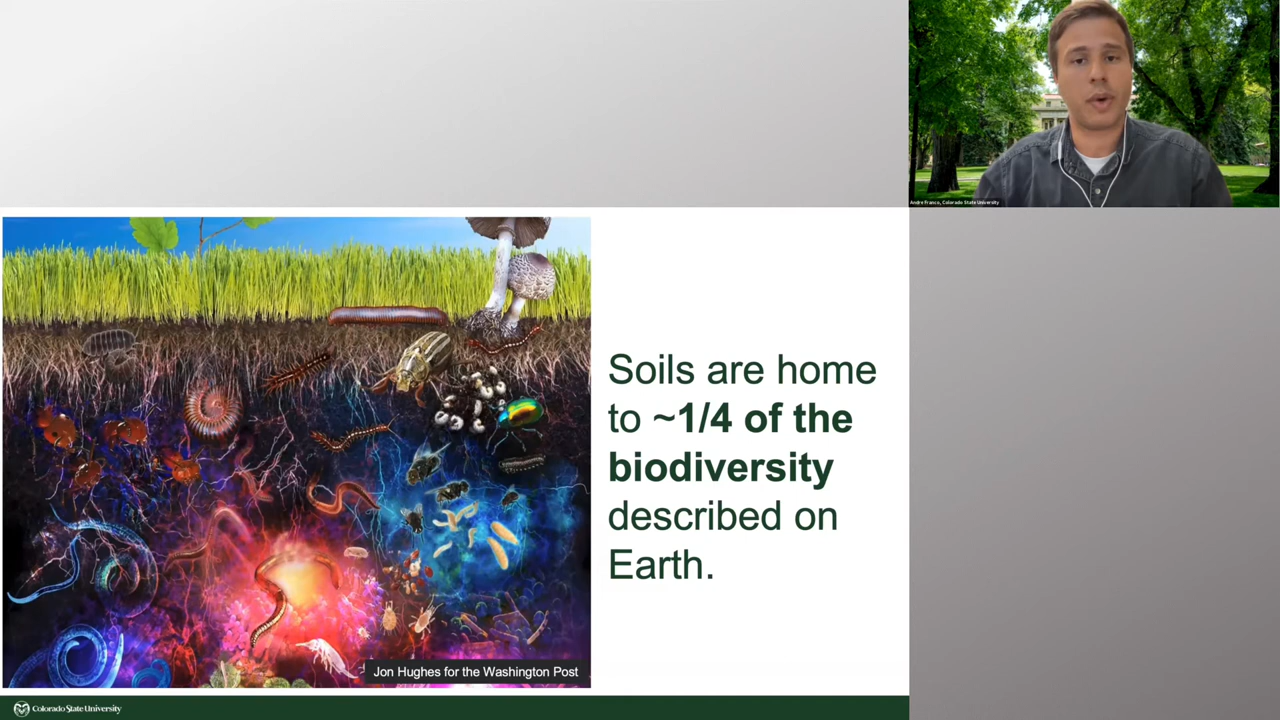 Andre Franco, Colorado State University
Soils are home
to ~1/4 of the
biodiversity
described on
Earth.
Jon Hughes for the Washington Post
Colorado State University